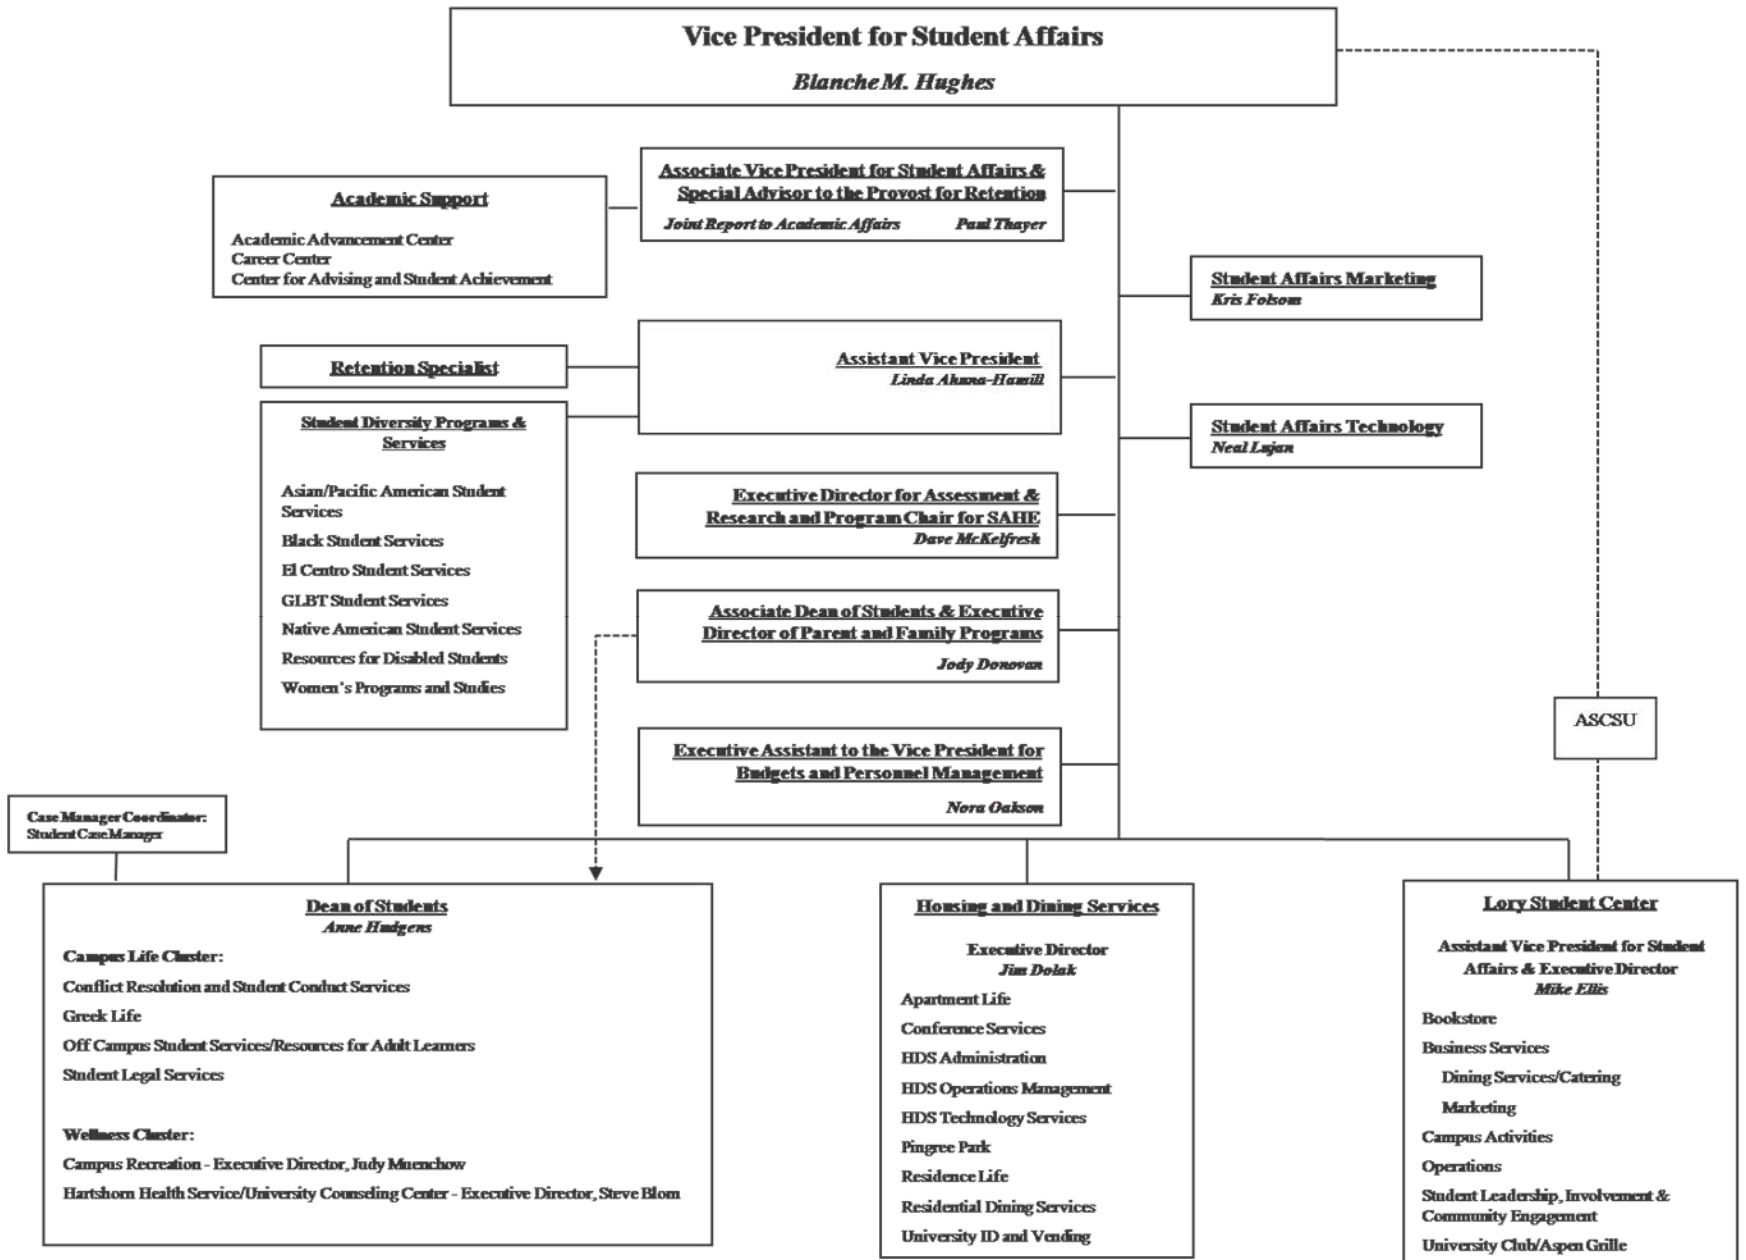 Vice President for Student Affairs
Blanche M. Hughes
Associate Vice President for Student Affairs &
Special Advisor to the Provost for Retention
Joint Report to Academic Affairs Paul Thayer
Academic Support
Academic Advancement Center
Career Center
Center for Advising and Student Achievement
Student Affairs Marketing
Kris Folsom
Assistant Vice President
Linda Ahuna-Hamill
Retention Specialist
Student Diversity Programs &
Services
Asian/Pacific American Student
Services
Black Student Services
El Centro Student Services
GLBT Student Services
Native American Student Services
Resources for Disabled Students
Women's Programs and Studies
Student Affairs Technology
Neal Lujan
Executive Director for Assessment &
Research and Program Chair for SAHE
Dave McKelfresh
Associate Dean of Students & Executive
Director of Parent and Family Programs
Jody Donovan
ASCSU
Executive Assistant to the Vice President for
Budgets and Personnel Management
Nora Oakson
Case Manager Coordinator:
Student Case Manager
Dean of Students
Anne Hudgens
Campus Life Cluster:
Conflict Resolution and Student Conduct Services
Greek Life
Off Campus Student Services/Resources for Adult Learners
Student Legal Services
Wellness Cluster:
Campus Recreation - Executive Director, Judy Muenchow
Hartshorn Health Service/University Counseling Center - Executive Director, Steve Blom
Housing and Dining Services
Executive Director
Jim Dolak
Apartment Life
Conference Services
HDS Administration
HDS Operations Management
HDS Technology Services
Pingree Park
Residence Life
Residential Dining Services
University ID and Vending
Lory Student Center
Assistant Vice President for Student
Affairs & Executive Director
Mike Ellis
Bookstore
Business Services
Dining Services/Catering
Marketing
Campus Activities
Operations
Student Leadership, Involvement &
Community Engagement
University Club/Aspen Grille